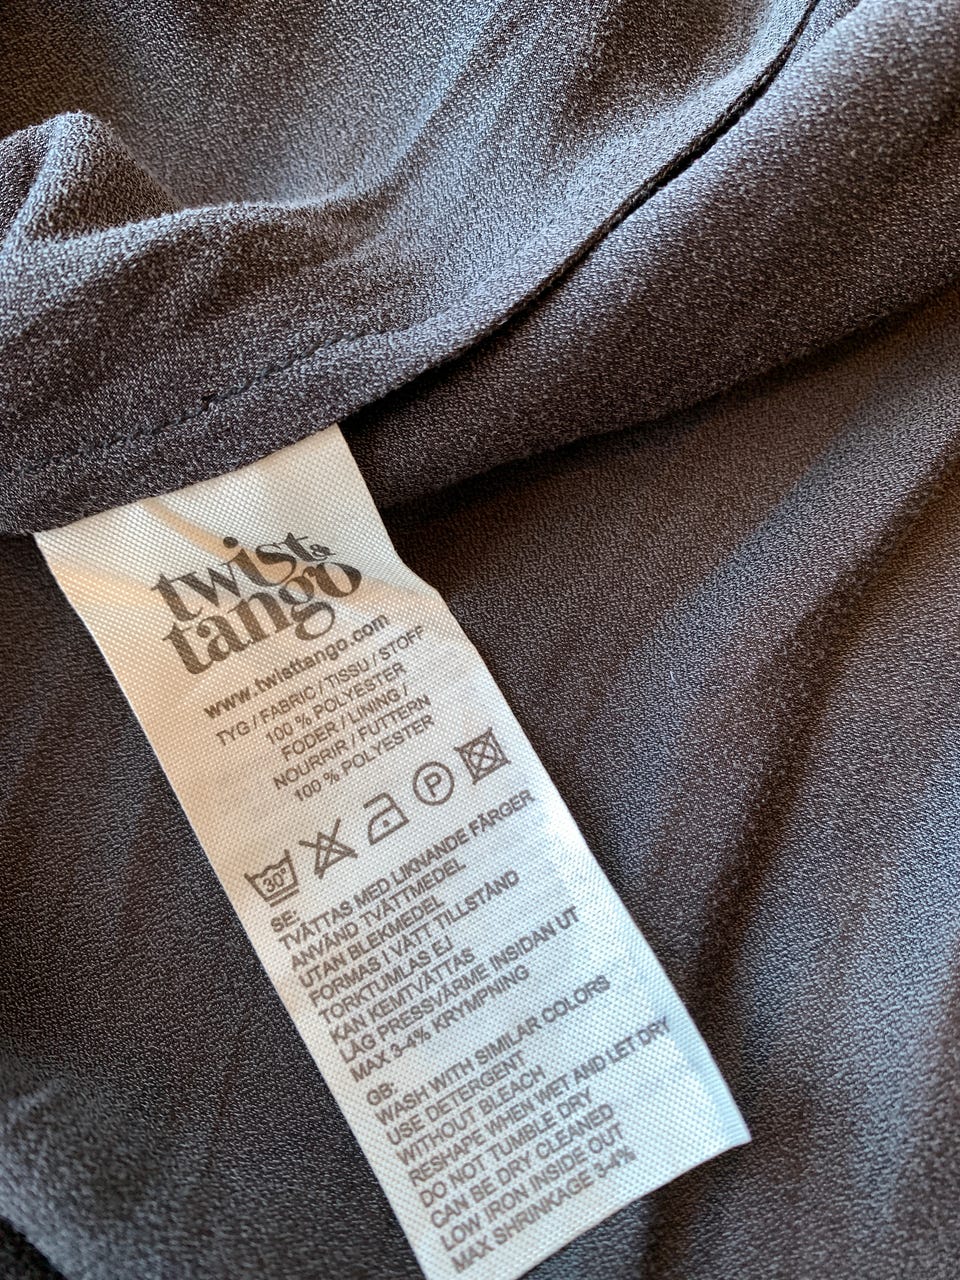 twist &
tango
www.twisttango.com
TYG / FABRIC / TISSU / STOFF
100 % POLYESTER
FODER / LINING /
NOURRIR / FUTTERN
100 % POLYESTER
30° P
SE:
TVÄTTAS MED LIKNANDE FÄRGER
ANVÄND TVÄTTMEDEL
UTAN BLEKMEDEL
FORMAS I VÅTT TILLSTÅND
TORKTUMLAS EJ
KAN KEMTVÄTTAS
LÅG PRESSVÄRME INSIDAN UT
MAX 3-4% KRYMPNING
GB:
WASH WITH SIMILAR COLORS
USE DETERGENT
WITHOUT BLEACH
RESHAPE WHEN WET AND LET DRY
DO NOT TUMBLE DRY
CAN BE DRY CLEANED
LOW IRON INSIDE OUT
MAX SHRINKAGE 3-4%